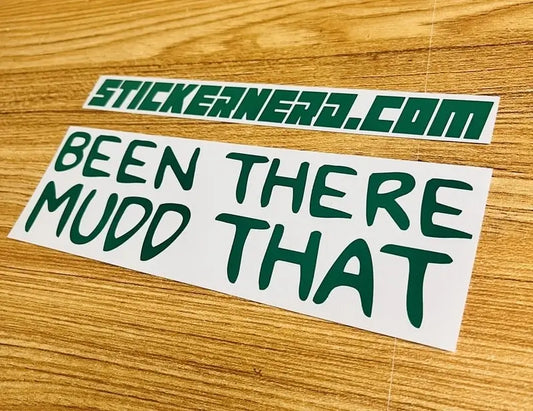 STICKERNERD.COM
BEEN THERE
MUDD THAT